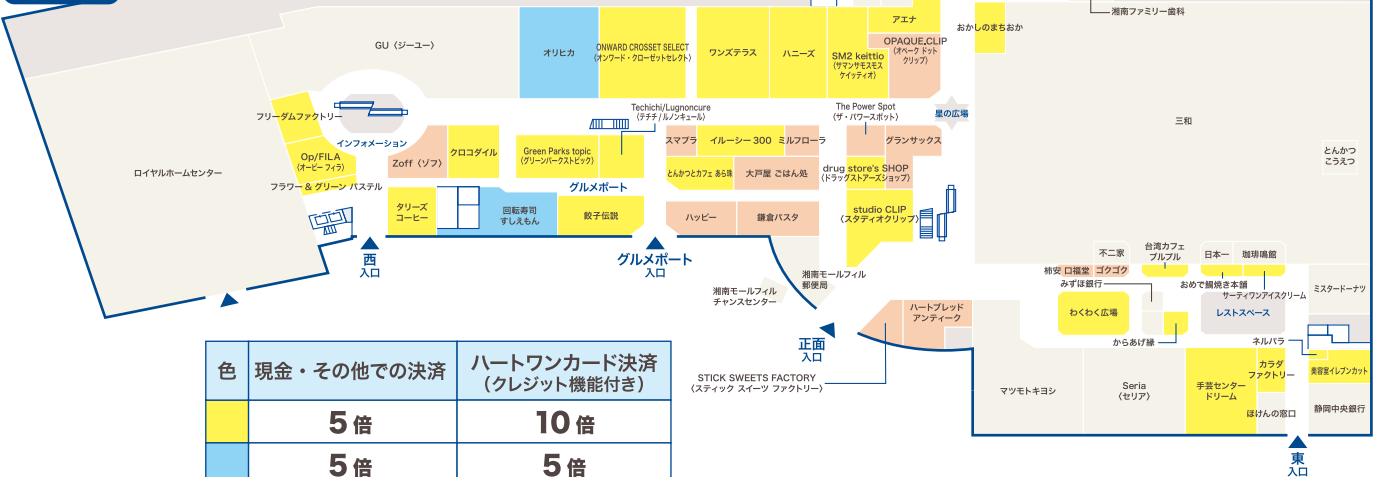 湘南ファミリー歯科
アエナ
おかしのまちおか
GU〈ジーユー〉
オリヒカ
ONWARD CROSSET SELECT
〈オンワード・クローゼットセレクト〉
ワンズテラス
ハニーズ
SM2 keittio
〈サマンサモスモス
ケイッティオ〉
OPAQUE.CLIP
〈オペーク ドット
クリップ〉
フリーダムファクトリー
インフォメーション
Techichi/Lugnoncure
〈テチチ / ルノンキュール〉
The Power Spot
〈ザ・パワースポット〉
星の広場
三和
とんかつ
こうえつ
ロイヤルホームセンター
Op/FILA
〈オーピー フィラ〉
フラワー & グリーン パステル
Zoff〈ゾフ〉
クロコダイル
Green Parks topic
〈グリーンパークストピック〉
グルメポート
スマプラ
イルーシー 300
ミルフローラ
グランサックス
とんかつとカフェ あら珠
大戸屋 ごはん処
drug store's SHOP
〈ドラッグストアーズショップ〉
タリーズ
コーヒー
回転寿司
すしえもん
餃子伝説
ハッピー
鎌倉パスタ
studio CLIP
〈スタディオクリップ〉
西
入口
グルメポート
入口
湘南モールフィル
郵便局
湘南モールフィル
チャンスセンター
正面
入口
ハートブレッド
アンティーク
STICK SWEETS FACTORY
〈スティック スイーツ ファクトリー〉
不二家
台湾カフェ
プルプル
日本一
珈琲鳴館
柿安 口福堂
ゴクゴク
みずほ銀行
おめで鯛焼き本舗
サーティワンアイスクリーム
ミスタードーナツ
わくわく広場
レストスペース
からあげ縁
ネルパラ
マツモトキヨシ
Seria
〈セリア〉
手芸センター
ドリーム
カラダ
ファクトリー
ほけんの窓口
美容室イレブンカット
静岡中央銀行
東
入口
色
現金・その他での決済
ハートワンカード決済
（クレジット機能付き）
5倍
10倍
5倍
5倍